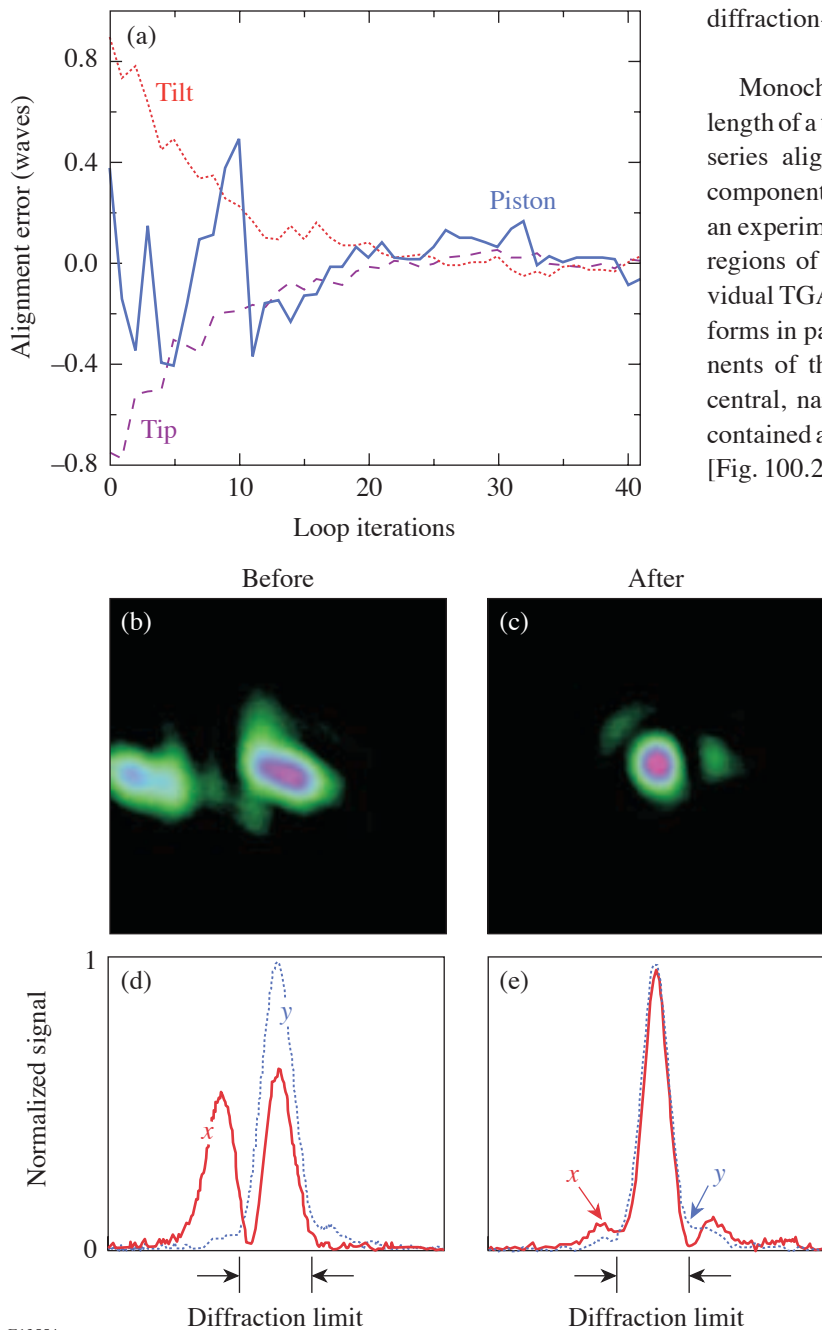 (a)
Tilt
Piston
Tip
Alignment error (waves)
0.8
0.4
0.0
–0.4
–0.8
0 10 20 30 40
Loop iterations
diffraction-
Monoch
length of a
series alig
component
an experim
regions of
vidual TGA
forms in pa
nents of th
central, na
contained a
[Fig. 100.2
Before After
(b) (c)
(d) (e)
Normalized signal
1
0
x
y
x
y
Diffraction limit Diffraction limit